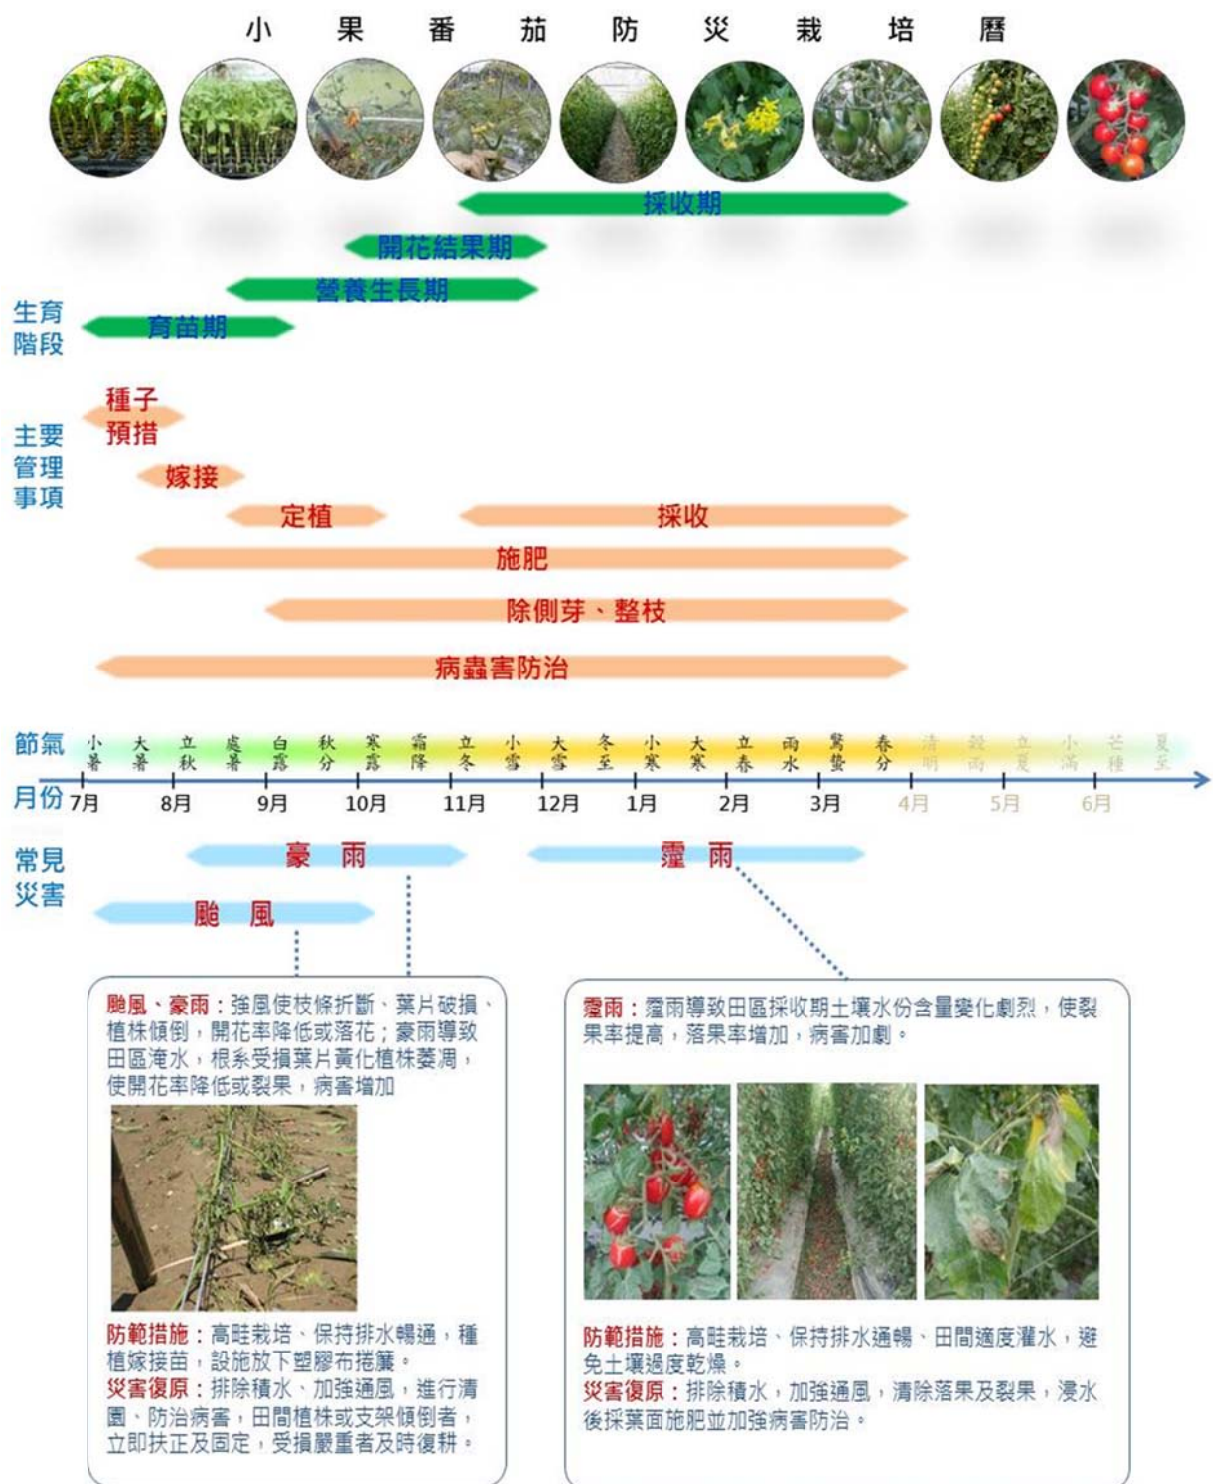 小果番茄防災栽培曆
採收期
開花結果期
營養生長期
育苗期
生育
階段
種子
預措
主要
管理
事項
嫁接
定植
採收
施肥
除側芽、整枝
病蟲害防治
節氣
小暑
大暑
立秋
處暑
白露
秋分
寒露
霜降
立冬
小雪
大雪
冬至
小寒
大寒
立春
雨水
驚蟄
春分
清明
穀雨
立夏
小滿
芒種
夏至
月份
7月
8月
9月
10月
11月
12月
1月
2月
3月
4月
5月
6月
常見
災害
豪雨
霪雨
颱風
颱風、豪雨：強風使枝條折斷、葉片破損、
植株傾倒，開花率降低或落花；豪雨導致
田區淹水，根系受損葉片黃化植株萎凋，
使開花率降低或裂果，病害增加
防範措施：高畦栽培、保持排水暢通，種
植嫁接苗，設施放下塑膠布捲簾。
災害復原：排除積水、加強通風，進行清
園、防治病害，田間植株或支架傾倒者，
立即扶正及固定，受損嚴重者及時復耕。
霪雨：霪雨導致田區採收期土壤水份含量變化劇烈，使裂
果率提高，落果率增加，病害加劇。
防範措施：高畦栽培、保持排水通暢、田間適度灌水，避
免土壤過度乾燥。
災害復原：排除積水，加強通風，清除落果及裂果，浸水
後採葉面施肥並加強病害防治。